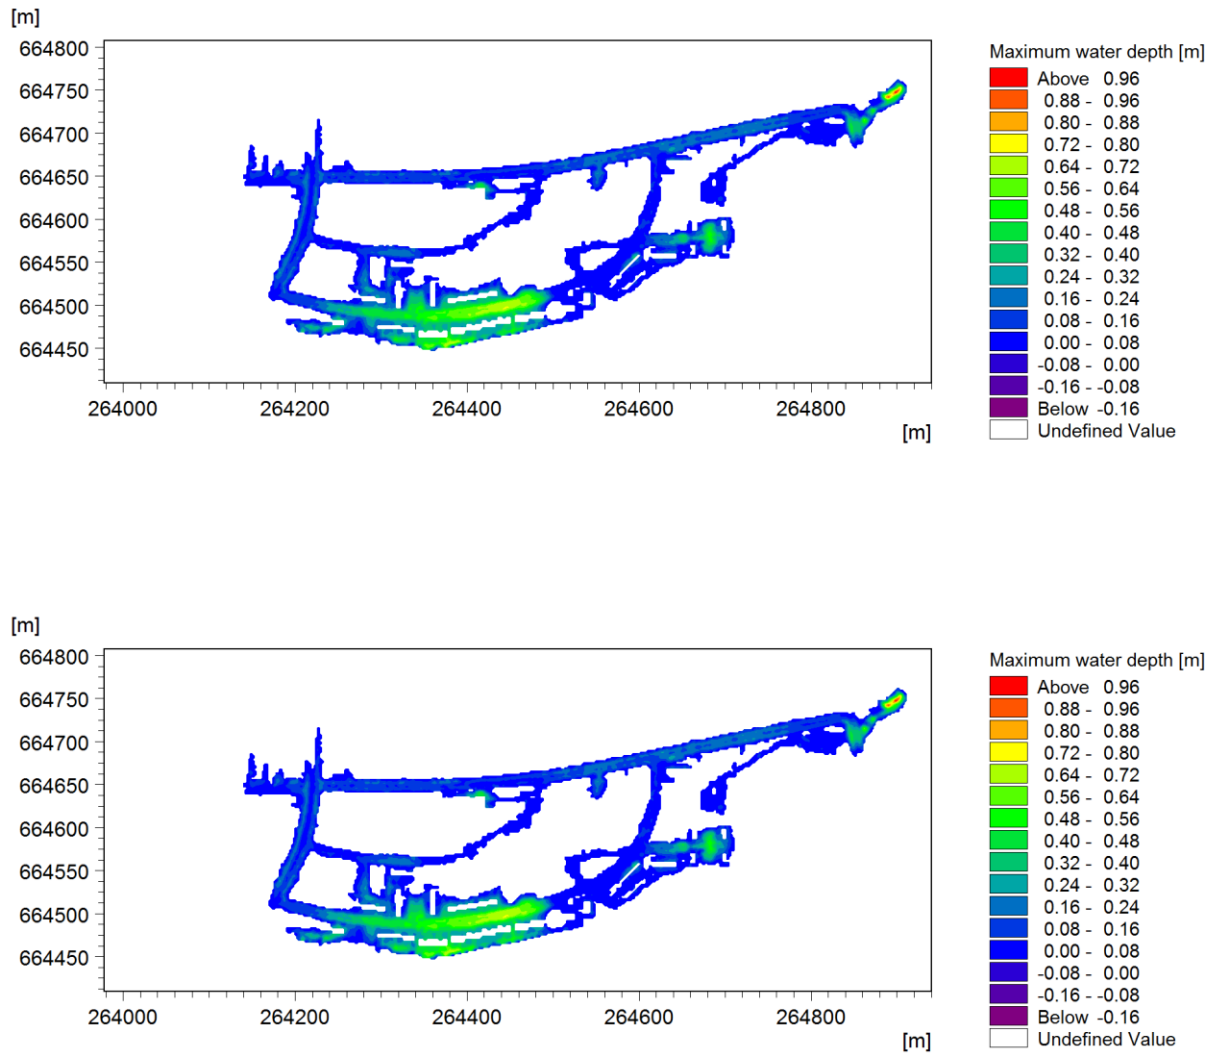 [m]
664800
664750
664700
664650
664600
664550
664500
664450
264000 264200 264400 264600 264800
[m]
Maximum water depth [m]
Above 0.96
0.88 - 0.96
0.80 - 0.88
0.72 - 0.80
0.64 - 0.72
0.56 - 0.64
0.48 - 0.56
0.40 - 0.48
0.32 - 0.40
0.24 - 0.32
0.16 - 0.24
0.08 - 0.16
0.00 - 0.08
-0.08 - 0.00
-0.16 - -0.08
Below -0.16
Undefined Value
[m]
664800
664750
664700
664650
664600
664550
664500
664450
264000 264200 264400 264600 264800
[m]
Maximum water depth [m]
Above 0.96
0.88 - 0.96
0.80 - 0.88
0.72 - 0.80
0.64 - 0.72
0.56 - 0.64
0.48 - 0.56
0.40 - 0.48
0.32 - 0.40
0.24 - 0.32
0.16 - 0.24
0.08 - 0.16
0.00 - 0.08
-0.08 - 0.00
-0.16 - -0.08
Below -0.16
Undefined Value